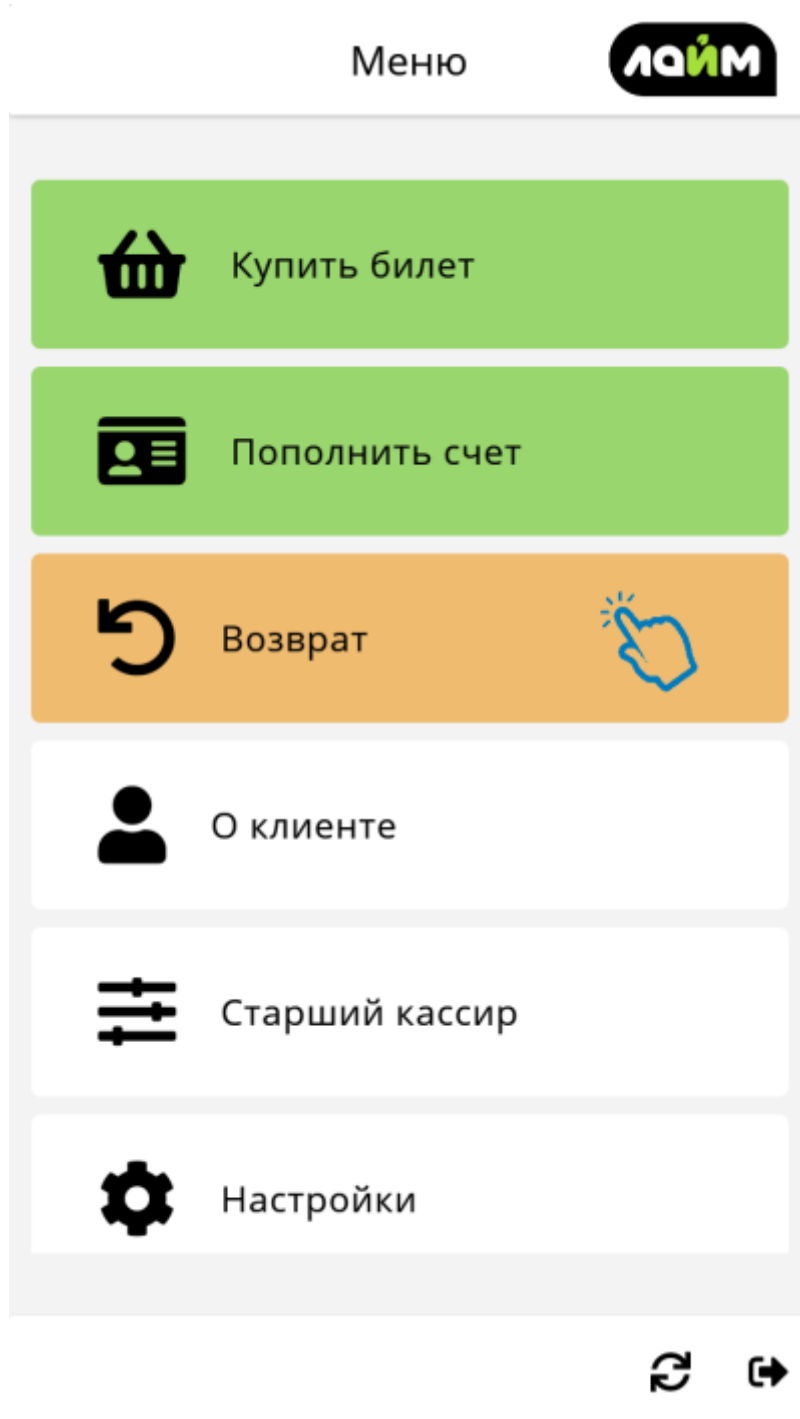 Меню
лайм
Купить билет
Пополнить счет
Возврат
О клиенте
Старший кассир
Настройки